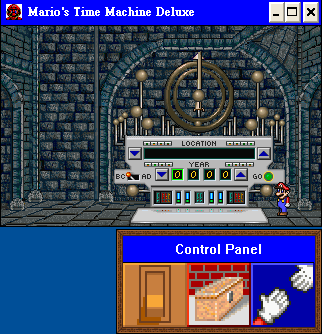 Mario's Time Machine Deluxe
LOCATION
YEAR
BC AD 0 0 0 0 GO
Control Panel